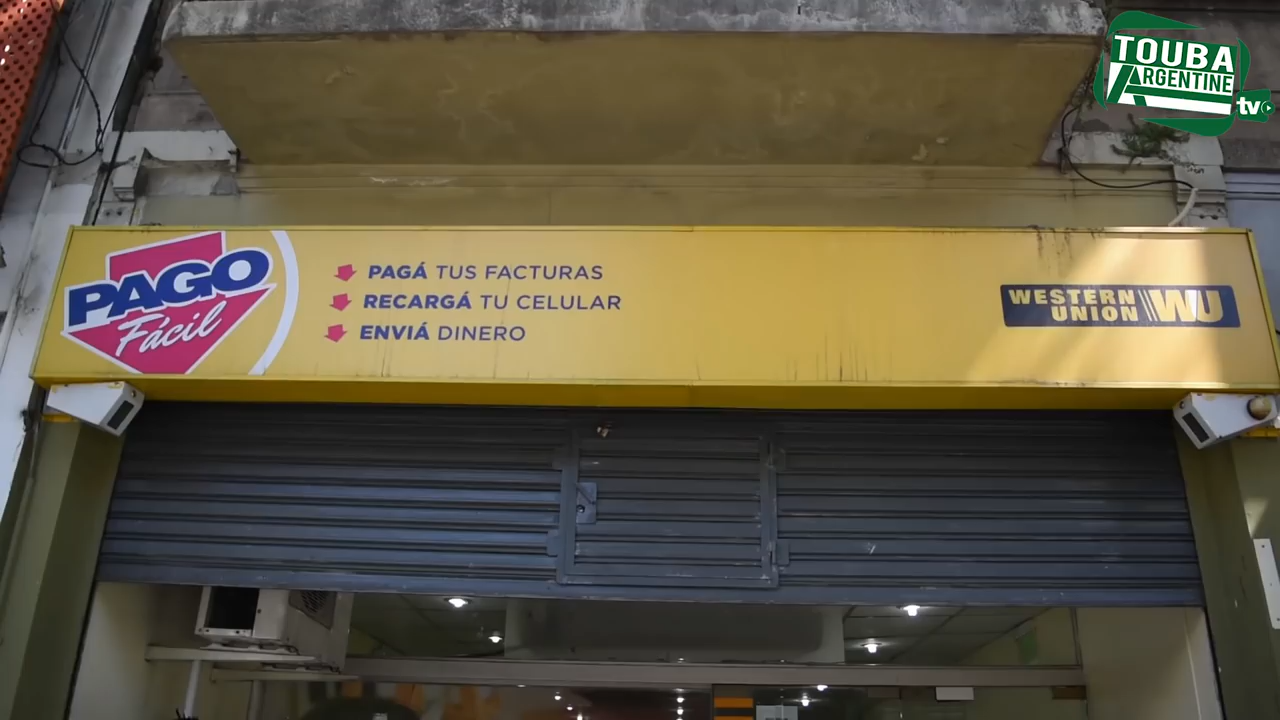 TOUBA
ARGENTINE
tv
PAGO
Fácil
PAGÁ TUS FACTURAS
RECARGÁ TU CELULAR
ENVIÁ DINERO
WESTERN
UNION WU